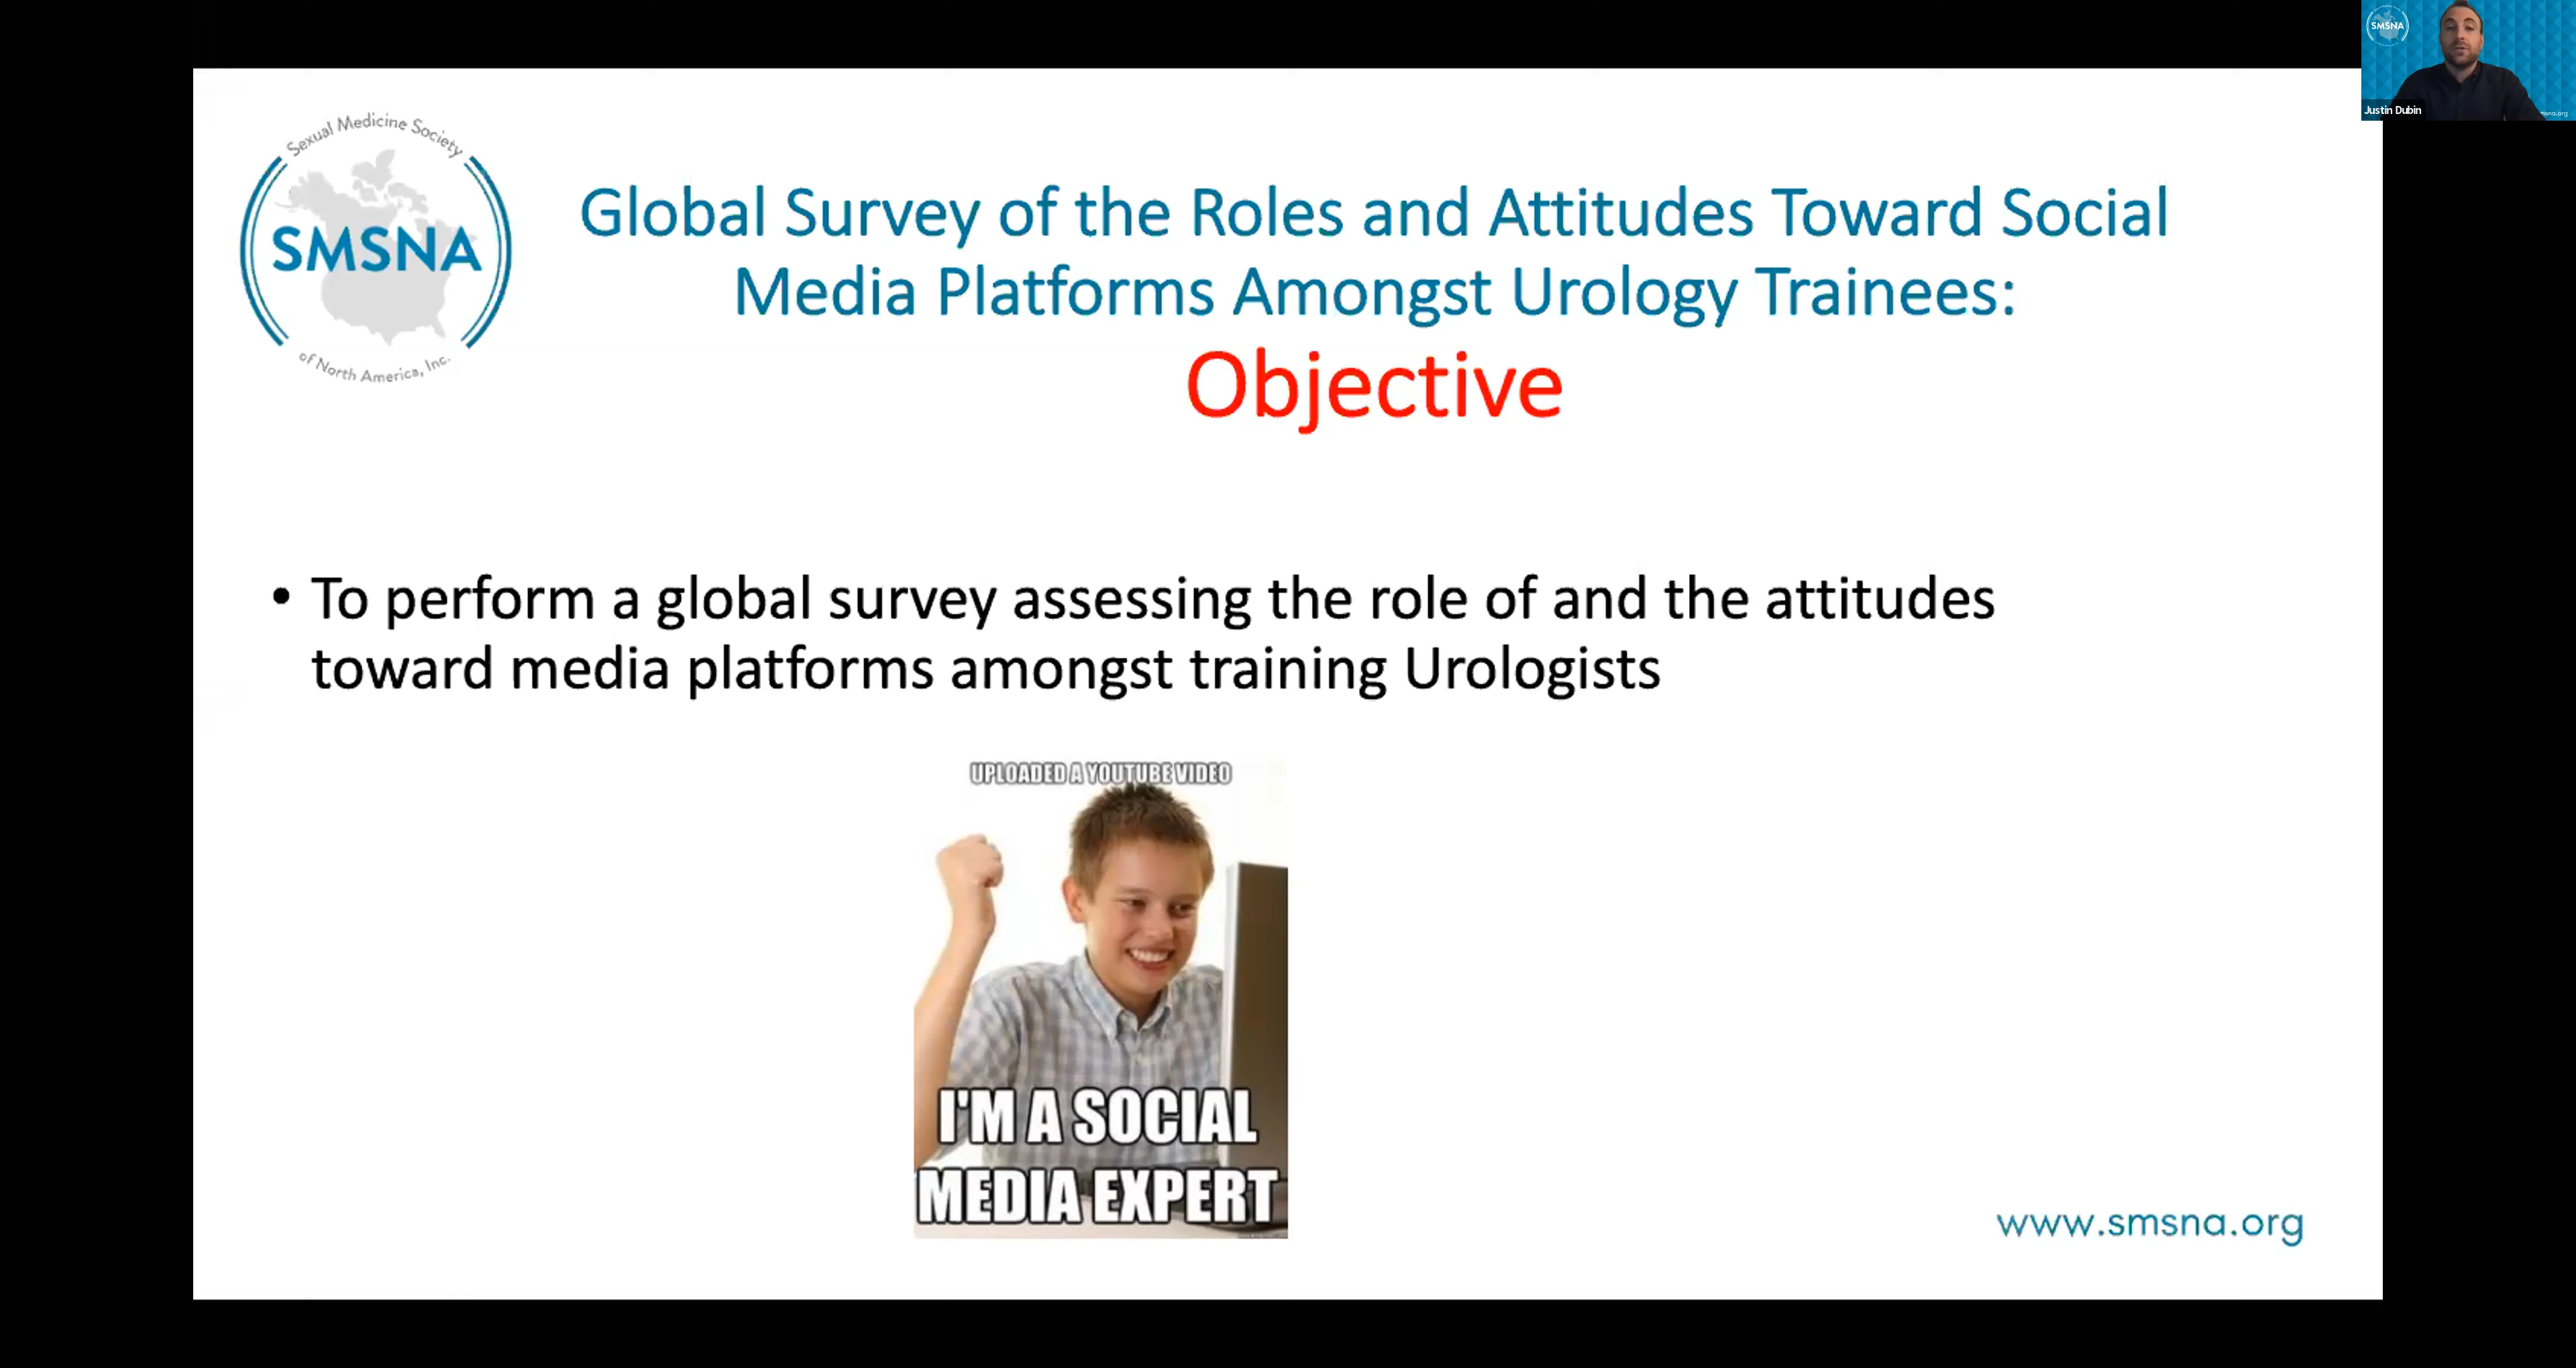 SMSNA
Justin Dubin
Sexual Medicine Society
SMSNA
of North America, Inc.
Global Survey of the Roles and Attitudes Toward Social
Media Platforms Amongst Urology Trainees:
Objective
• To perform a global survey assessing the role of and the attitudes
toward media platforms amongst training Urologists
UPLOADED A YOUTUBE VIDEO
I'M A SOCIAL
MEDIA EXPERT
www.smsna.org